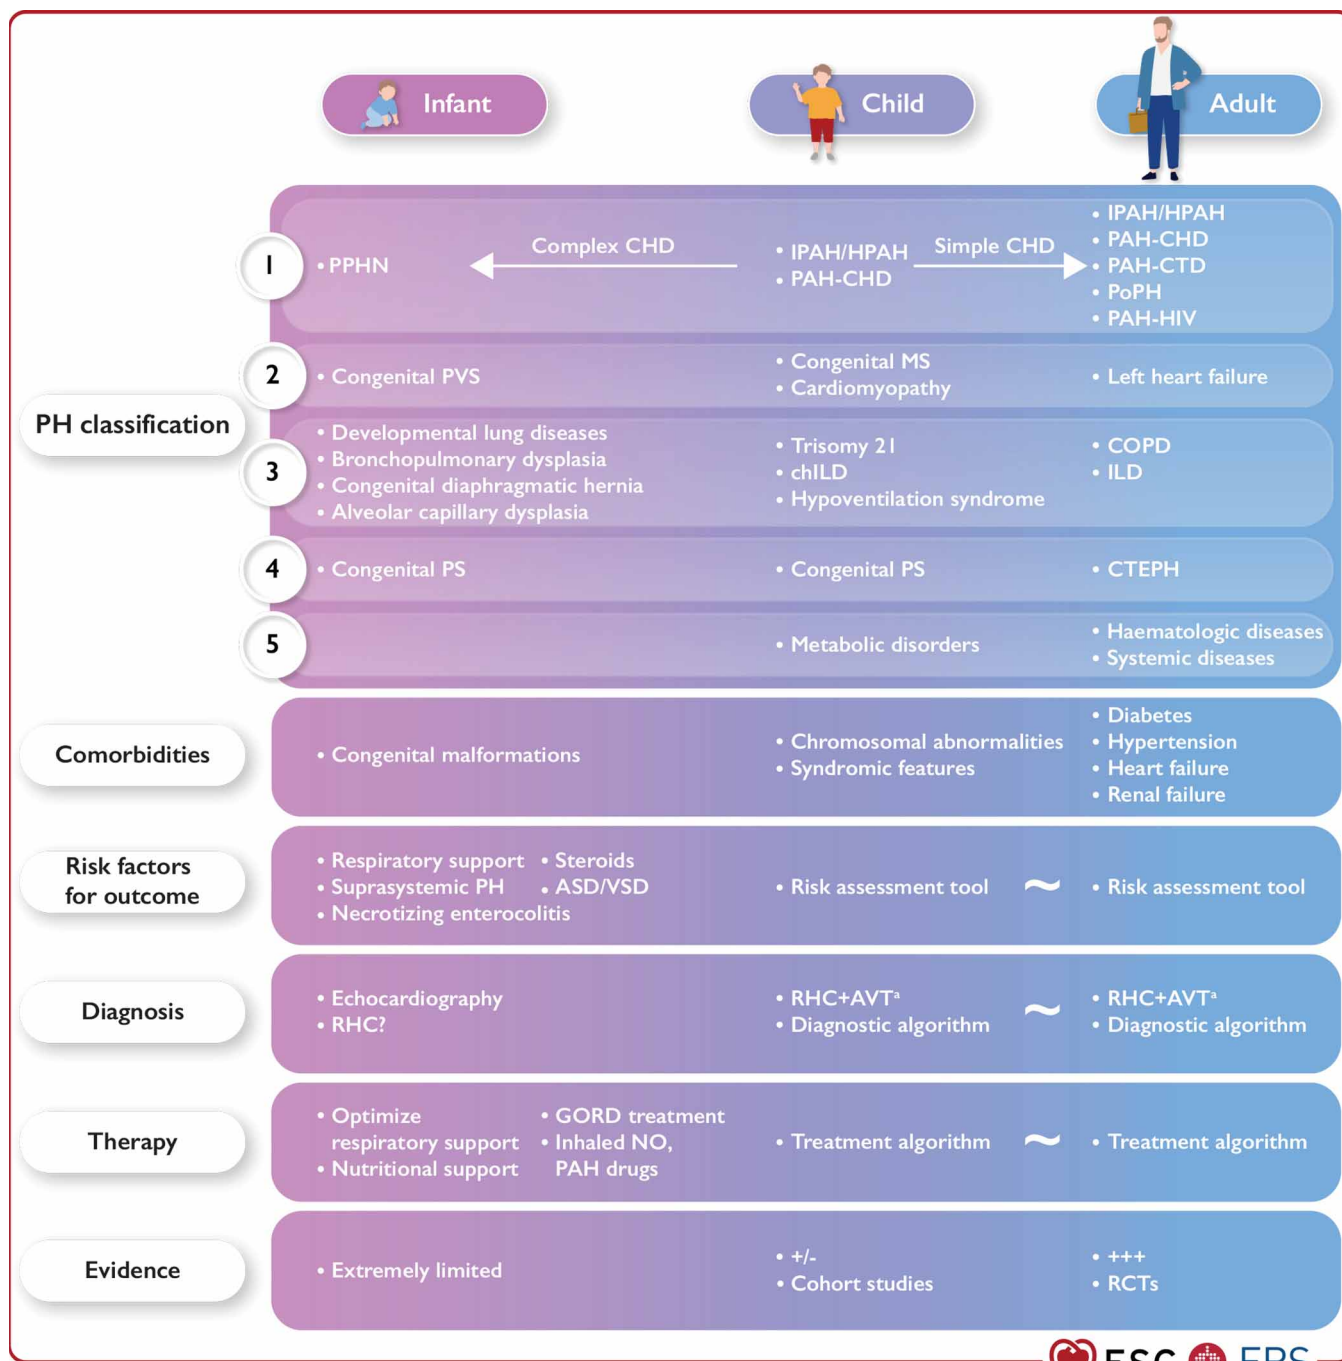 Infant
Child
Adult
PH classification
1
• PPHN
Complex CHD
• IPAH/HPAH
• PAH-CHD
Simple CHD
• IPAH/HPAH
• PAH-CHD
• PAH-CTD
• PoPH
• PAH-HIV
2
• Congenital PVS
• Congenital MS
• Cardiomyopathy
• Left heart failure
3
• Developmental lung diseases
• Bronchopulmonary dysplasia
• Congenital diaphragmatic hernia
• Alveolar capillary dysplasia
• Trisomy 21
• chILD
• Hypoventilation syndrome
• COPD
• ILD
4
• Congenital PS
• Congenital PS
• CTEPH
5
• Metabolic disorders
• Haematologic diseases
• Systemic diseases
Comorbidities
• Congenital malformations
• Chromosomal abnormalities
• Syndromic features
• Diabetes
• Hypertension
• Heart failure
• Renal failure
Risk factors
for outcome
• Respiratory support
• Suprasystemic PH
• Necrotizing enterocolitis
• Steroids
• ASD/VSD
• Risk assessment tool
~
• Risk assessment tool
Diagnosis
• Echocardiography
• RHC?
• RHC+AVTª
• Diagnostic algorithm
~
• RHC+AVTª
• Diagnostic algorithm
Therapy
• Optimize
respiratory support
• Nutritional support
• GORD treatment
• Inhaled NO,
PAH drugs
• Treatment algorithm
~
• Treatment algorithm
Evidence
• Extremely limited
• +/-
• Cohort studies
• +++
• RCTs
ESC
ERS